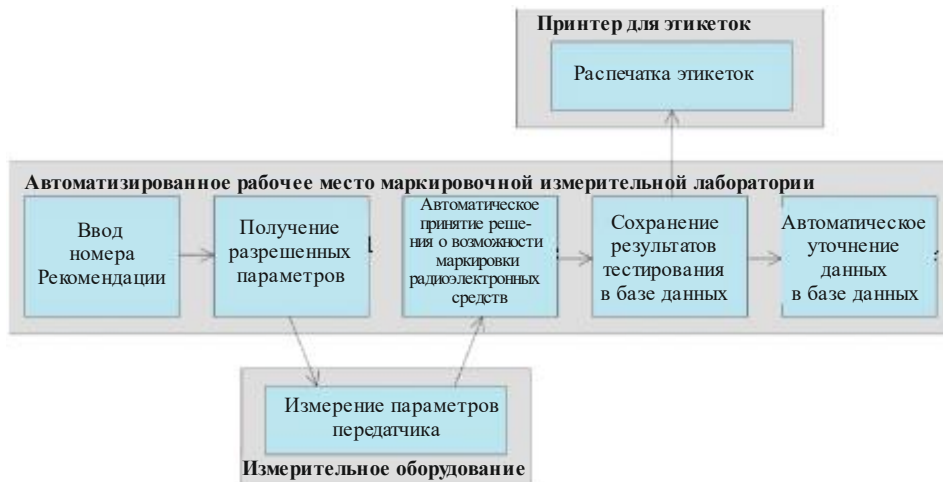 Принтер для этикеток
Распечатка этикеток
Автоматизированное рабочее место маркировочной измерительной лаборатории
Ввод
номера
Рекомендации
Получение
разрешенных
параметров
Автоматическое
принятие реше-
ния о возможности
маркировки
радиоэлектронных
средств
Сохранение
результатов
тестирования
в базе данных
Автоматическое
уточнение
данных
в базе данных
Измерение параметров
передатчика
Измерительное оборудование